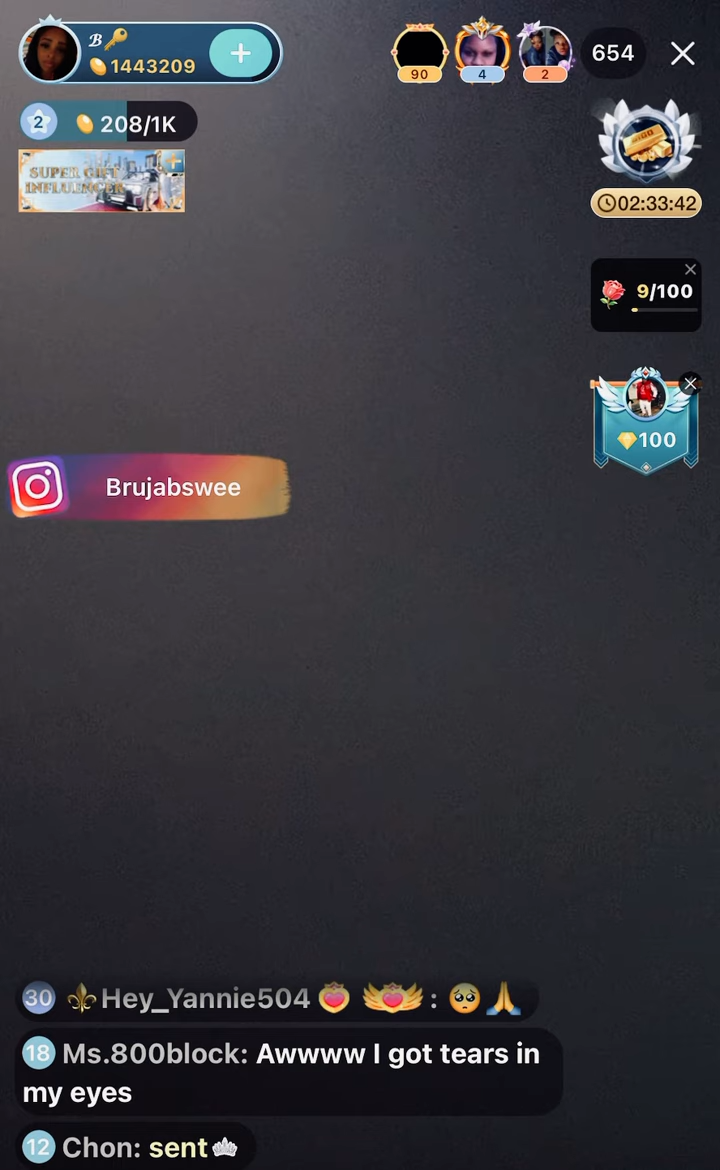 ℬ🔑
1443209
90
4
2
654
2
208/1K
SUPER GIFT
INFLUENCER
02:33:42
9/100
100
Brujabswee
30 ⚜️Hey_Yannie504 : 🥺🙏
18 Ms.800block: Awwww I got tears in
my eyes
12 Chon: sent